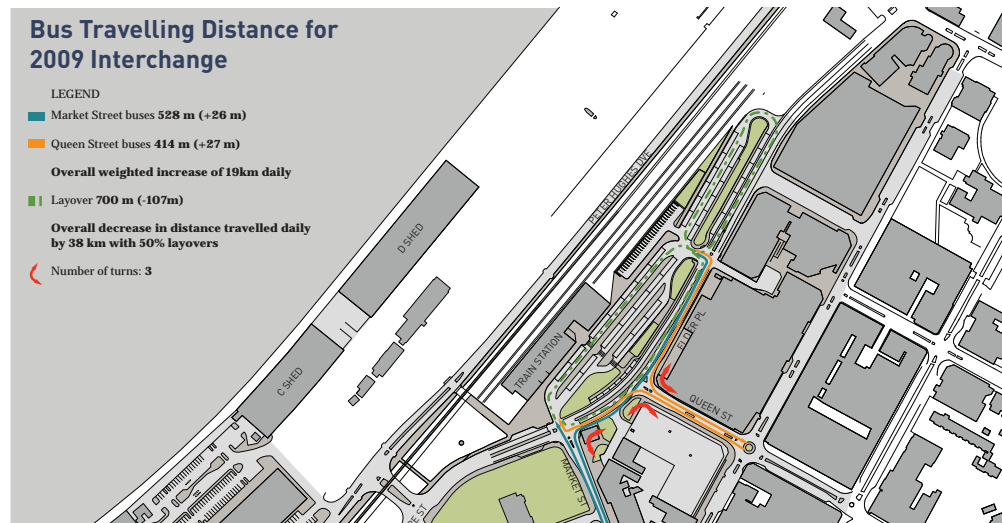 Bus Travelling Distance for
2009 Interchange
LEGEND
Market Street buses 528 m (+26 m)
Queen Street buses 414 m (+27 m)
Overall weighted increase of 19km daily
Layover 700 m (-107m)
Overall decrease in distance travelled daily
by 38 km with 50% layovers
Number of turns: 3
PETER HUGHES DVE
D SHED
C SHED
TRAIN STATION
ELDER PL
QUEEN ST
MARKET ST